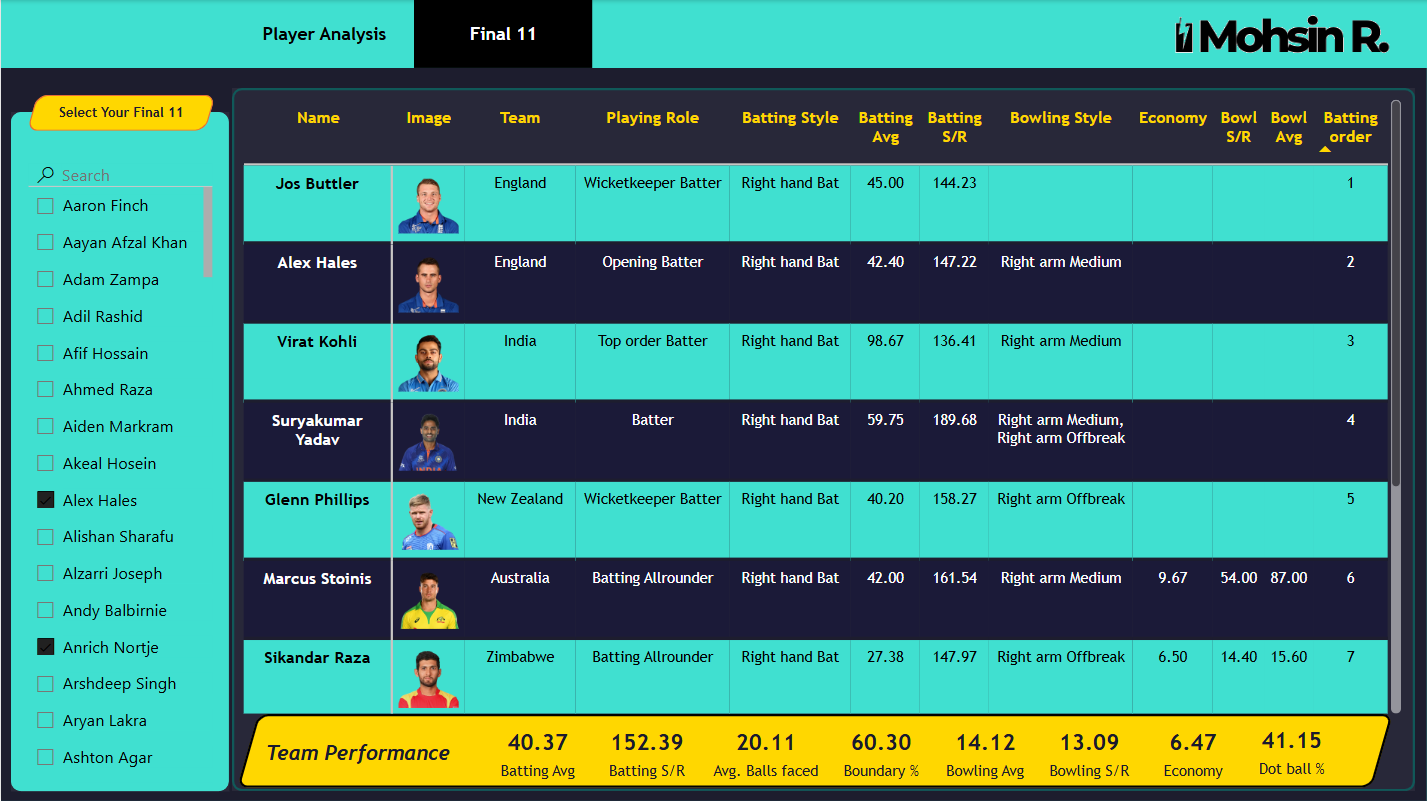 Player Analysis
Final 11
Mohsin R.
Select Your Final 11
Search
Aaron Finch
Aayan Afzal Khan
Adam Zampa
Adil Rashid
Afif Hossain
Ahmed Raza
Aiden Markram
Akeal Hosein
Alex Hales
Alishan Sharafu
Alzarri Joseph
Andy Balbirnie
Anrich Nortje
Arshdeep Singh
Aryan Lakra
Ashton Agar
Name Image Team Playing Role Batting Style Batting Avg Batting S/R Bowling Style Economy Bowl S/R Bowl Avg Batting order
Jos Buttler England Wicketkeeper Batter Right hand Bat 45.00 144.23 1
Alex Hales England Opening Batter Right hand Bat 42.40 147.22 Right arm Medium 2
Virat Kohli India Top order Batter Right hand Bat 98.67 136.41 Right arm Medium 3
Suryakumar Yadav India Batter Right hand Bat 59.75 189.68 Right arm Medium, Right arm Offbreak 4
INDIA
Glenn Phillips New Zealand Wicketkeeper Batter Right hand Bat 40.20 158.27 Right arm Offbreak 5
Marcus Stoinis Australia Batting Allrounder Right hand Bat 42.00 161.54 Right arm Medium 9.67 54.00 87.00 6
Sikandar Raza Zimbabwe Batting Allrounder Right hand Bat 27.38 147.97 Right arm Offbreak 6.50 14.40 15.60 7
Team Performance
40.37 152.39 20.11 60.30 14.12 13.09 6.47 41.15
Batting Avg Batting S/R Avg. Balls faced Boundary % Bowling Avg Bowling S/R Economy Dot ball %